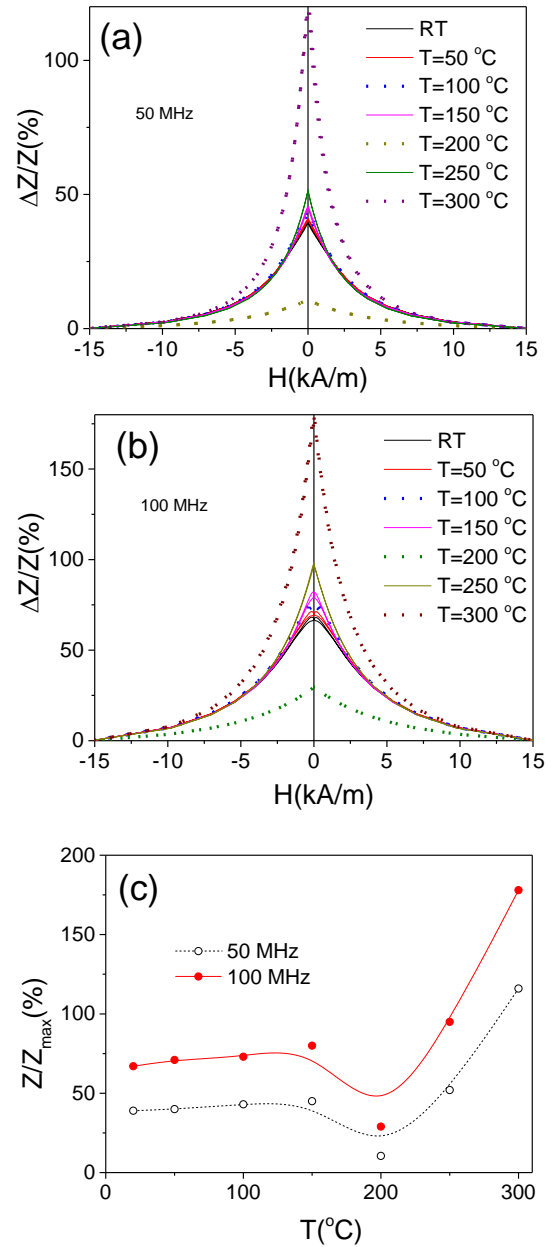 (a)
50 MHz
RT
T=50 °C
T=100 °C
T=150 °C
T=200 °C
T=250 °C
T=300 °C
ΔZ/Z(%)
100
50
0
-15 -10 -5 0 5 10 15
H(kA/m)
(b)
100 MHz
RT
T=50 °C
T=100 °C
T=150 °C
T=200 °C
T=250 °C
T=300 °C
ΔZ/Z(%)
150
100
50
0
-15 -10 -5 0 5 10 15
H(kA/m)
(c)
50 MHz
100 MHz
Z/Zmax(%)
200
150
100
50
0
0 100 200 300
T(°C)